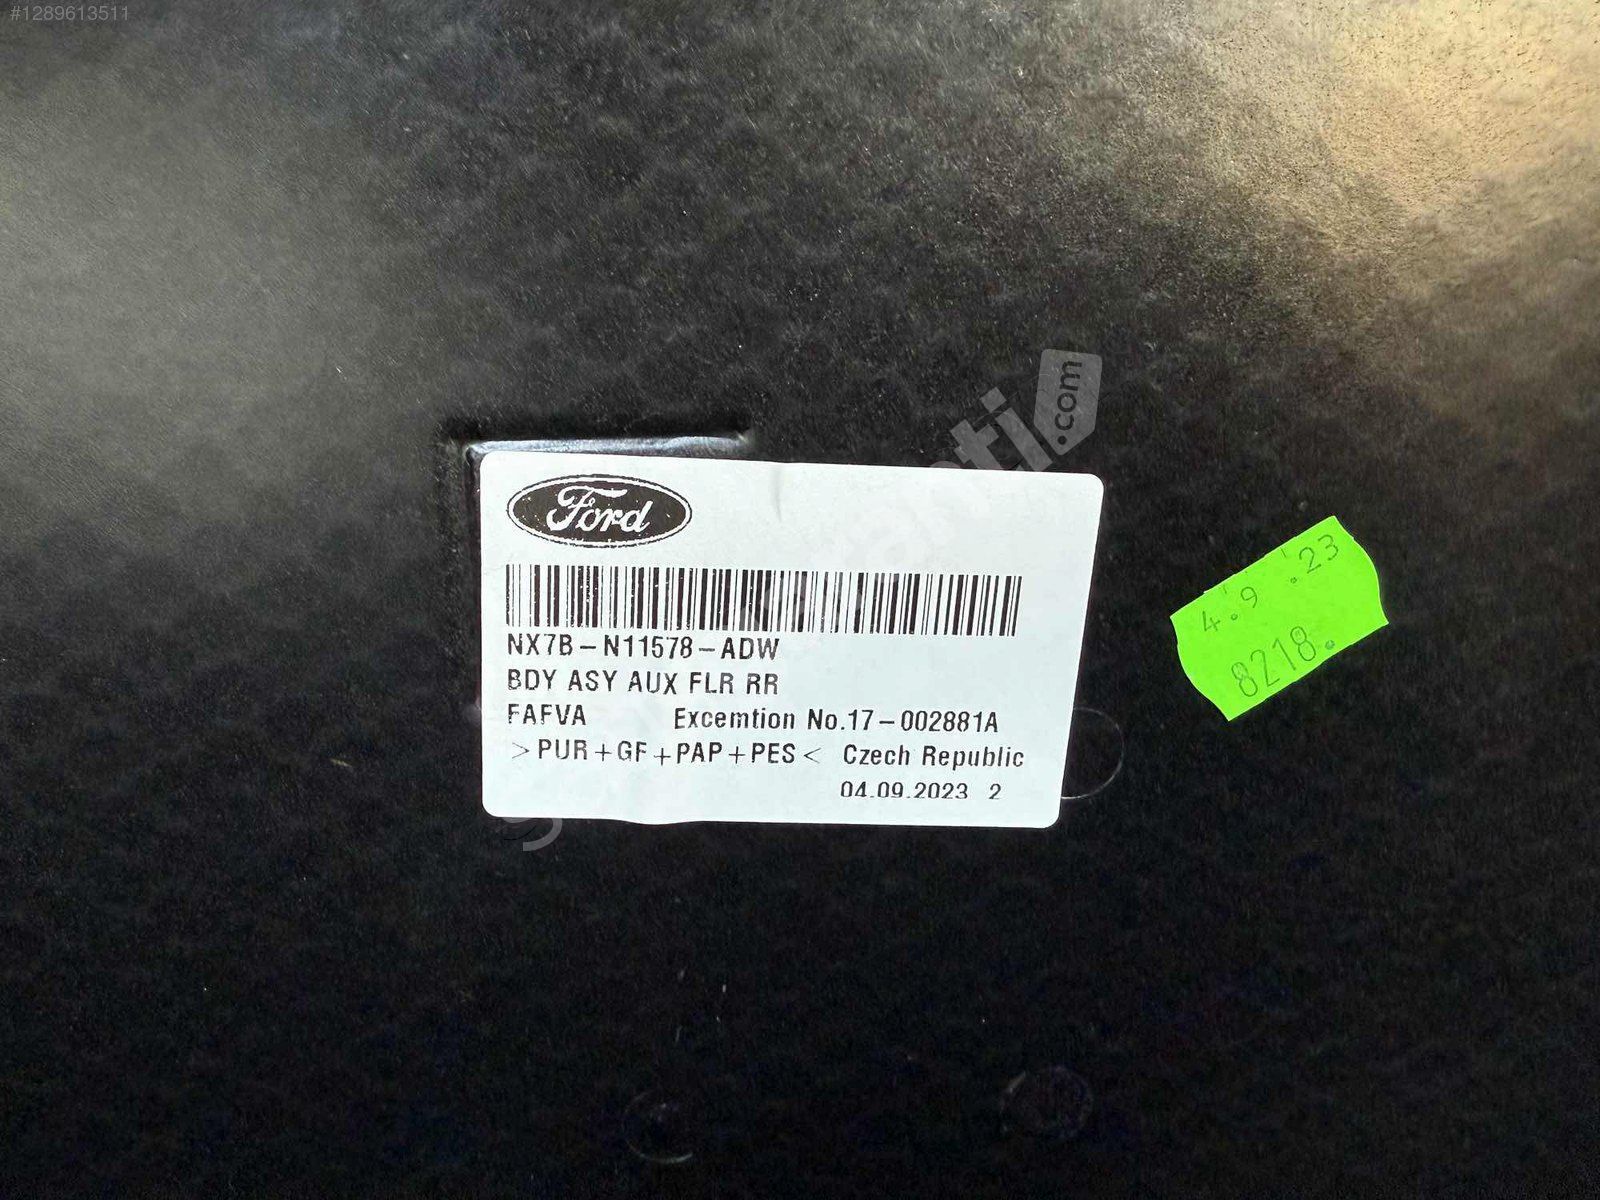 #1289613511
Ford
NX7B-N11578-ADW
BDY ASY AUX FLR RR
FAFVA Excemtion No.17-002881A
>PUR+GF+PAP+PES< Czech Republic
04.09.2023 2
4.9.23
8218.
.com